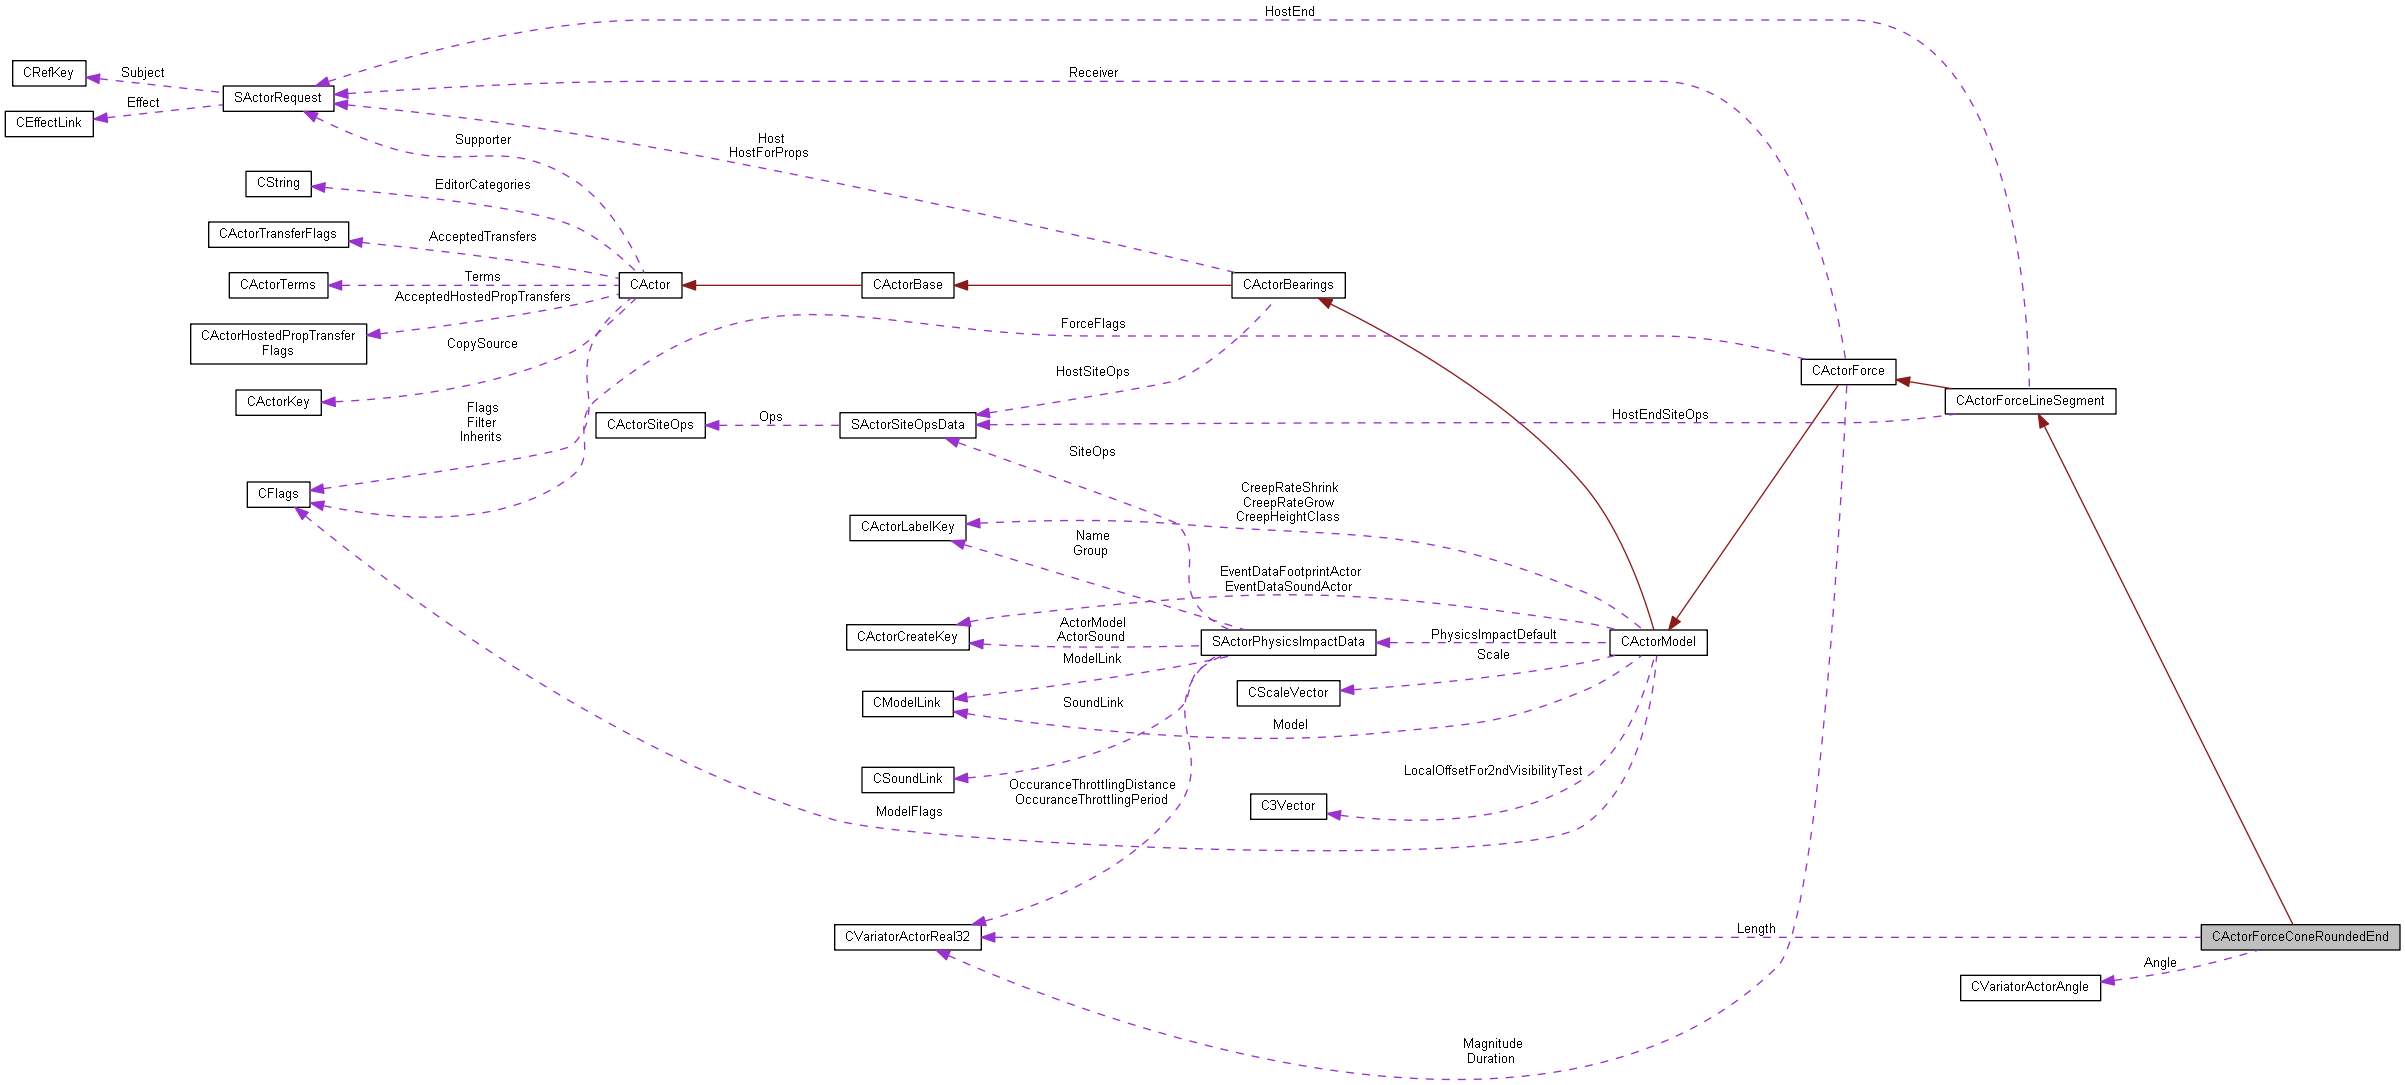 HostEnd
CRefKey
Subject
Receiver
SActorRequest
Effect
CEffectLink
Supporter
Host
HostForProps
CString
EditorCategories
CActorTransferFlags
AcceptedTransfers
CActorTerms
Terms
CActor
CActorBase
CActorBearings
AcceptedHostedPropTransfers
CActorHostedPropTransfer
Flags
ForceFlags
CopySource
HostSiteOps
CActorForce
CActorKey
CActorForceLineSegment
Flags
Filter
Inherits
CActorSiteOps
Ops
SActorSiteOpsData
HostEndSiteOps
SiteOps
CFlags
CreepRateShrink
CreepRateGrow
CreepHeightClass
CActorLabelKey
Name
Group
EventDataFootprintActor
EventDataSoundActor
CActorCreateKey
ActorModel
ActorSound
SActorPhysicsImpactData
PhysicsImpactDefault
CActorModel
ModelLink
Scale
CScaleVector
CModelLink
SoundLink
Model
CSoundLink
LocalOffsetFor2ndVisibilityTest
OccuranceThrottlingDistance
OccuranceThrottlingPeriod
C3Vector
ModelFlags
CVariatorActorReal32
Length
CActorForceConeRoundedEnd
Angle
CVariatorActorAngle
Magnitude
Duration